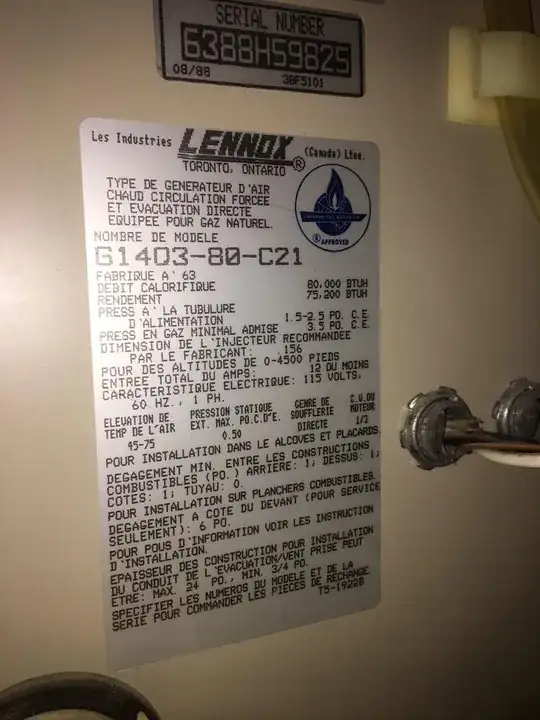 SERIAL NUMBER
6388H59825
08/88 38F5101
Les Industries LENNOX (Canada) Ltee.
TORONTO, ONTARIO ®
TYPE DE GENERATEUR D'AIR
CHAUD CIRCULATION FORCEE
ET EVACUATION DIRECTE
EQUIPEE POUR GAZ NATUREL.
APPROVED
NOMBRE DE MODELE
G14Q3-80-C21
FABRIQUE A' 63
DEBIT CALORIFIQUE 80,000 BTUH
RENDEMENT 75,200 BTUH
PRESS A' LA TUBULURE
D'ALIMENTATION 1.5-2.5 PO. C.E.
PRESS EN GAZ MINIMAL ADMISE 3.5 PO. C.E.
DIMENSION DE L'INJECTEUR RECOMMANDEE
PAR LE FABRICANT: .156
POUR DES ALTITUDES DE 0-4500 PIEDS
ENTREE TOTAL DU AMPS: 12 OU MOINS
CARACTERISTIQUE ELECTRIQUE: 115 VOLTS,
60 HZ., 1 PH.
ELEVATION DE PRESSION STATIQUE GENRE DE C.V.DU
TEMP DE L'AIR EXT. MAX. PO.C.D'E. SOUFFLERIE MOTEUR
45-75 0.50 DIRECTE 1/3
POUR INSTALLATION DANS LE ALCOVES ET PLACARDS.
DEGAGEMENT MIN. ENTRE LES CONSTRUCTIONS
COMBUSTIBLES (PO.) ARRIERE: 1; DESSUS: 1;
COTES: 1; TUYAU: 0.
POUR INSTALLATION SUR PLANCHERS COMBUSTIBLES.
DEGAGEMENT A COTE DU DEVANT (POUR SERVICE
SEULEMENT): 6 PO.
POUR POUS D'INFORMATION VOIR LES INSTRUCTION
D'INSTALLATION.
EPAISSEUR DES CONSTRUCTION POUR INSTALLATION
DU CONDUIT DE L'EVACUATION/VENT PRISE PEUT
ETRE: MAX. 24 PO., MIN. 3/4 PO.
SPECIFIER LES NUMEROS DU MODELE ET DE LA
SERIE POUR COMMANDER LES PIECES DE RECHANGE.
T5-1922B